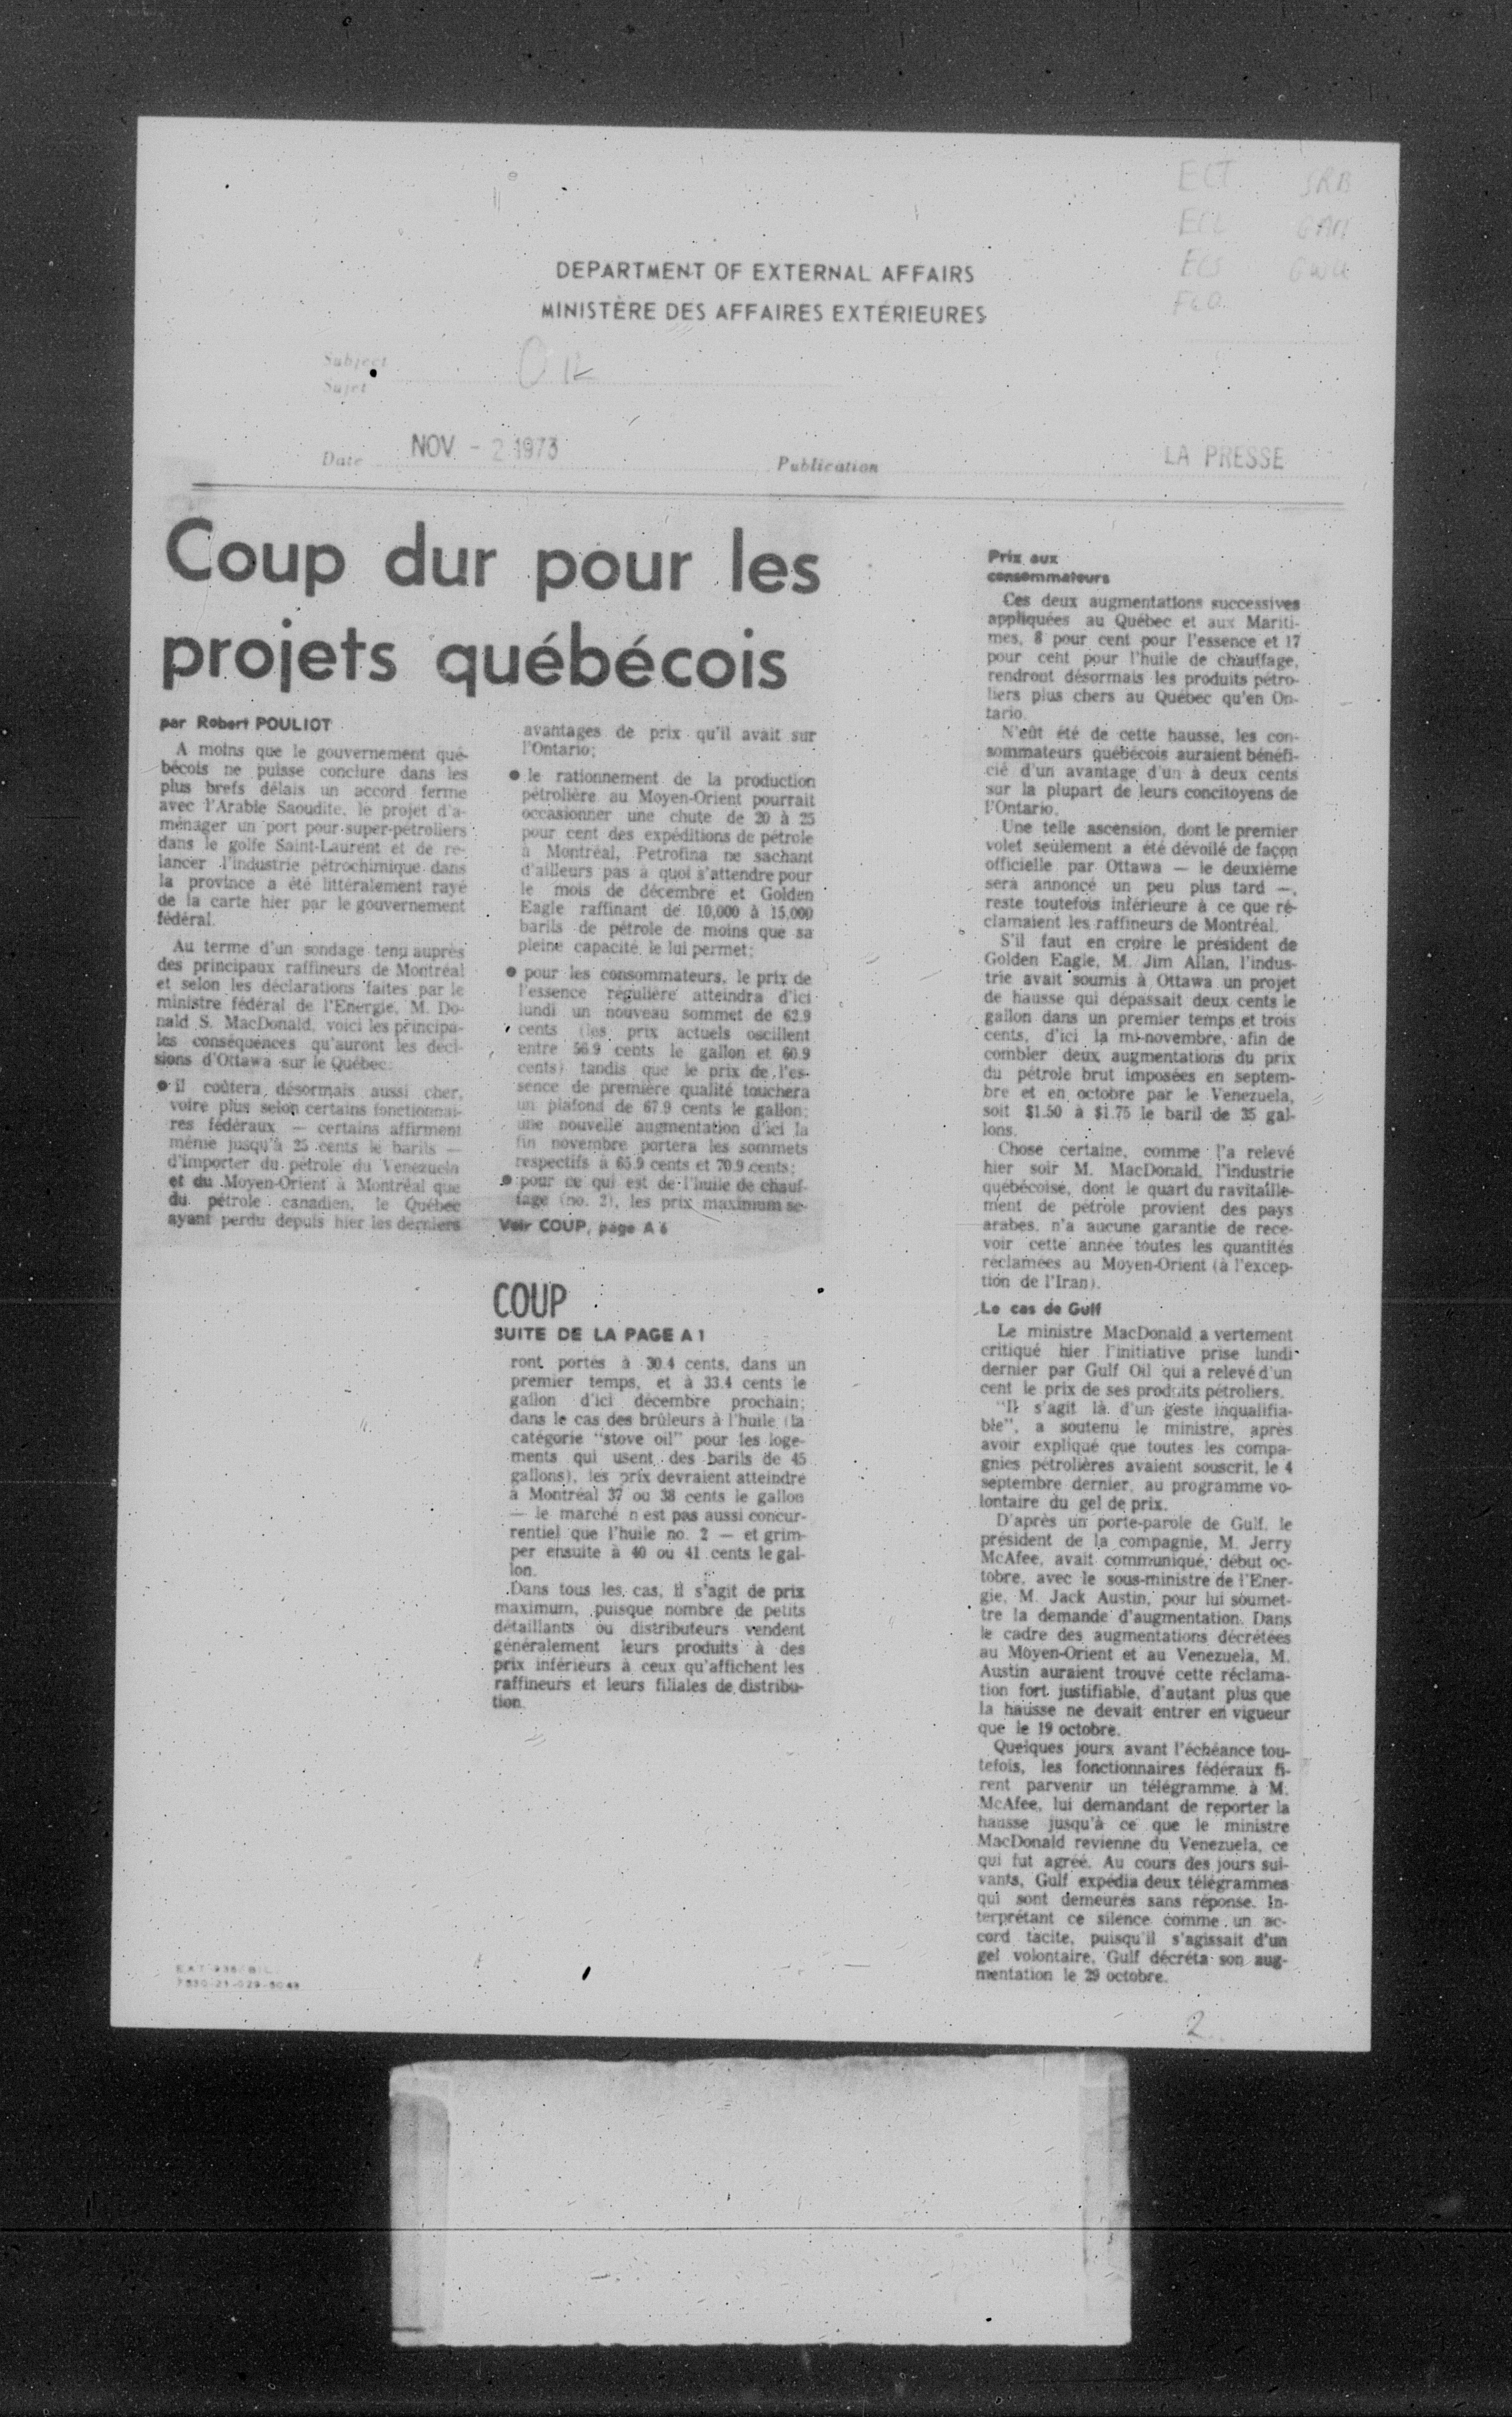 ECT SRB
ECL GAM
ECS GWU
FLO
DEPARTMENT OF EXTERNAL AFFAIRS
MINISTÈRE DES AFFAIRES EXTÉRIEURES
Subject
Sujet
Date NOV - 2 1973 Publication LA PRESSE
Coup dur pour les
projets québécois
par Robert POULIOT
A moins que le gouvernement qué-
bécois ne puisse conclure dans les
plus brefs délais un accord ferme
avec l'Arabie Saoudite, le projet d'a-
ménager un port pour super-pétroliers
dans le golfe Saint-Laurent et de re-
lancer l'industrie pétrochimique dans
la province a été littéralement rayé
de la carte hier par le gouvernement
fédéral.
Au terme d'un sondage tenu auprès
des principaux raffineurs de Montréal
et selon les déclarations faites par le
ministre fédéral de l'Energie, M. Do-
nald S. MacDonald, voici les principa-
les conséquences qu'auront les déci-
sions d'Ottawa sur le Québec:
● il coûtera désormais aussi cher,
voire plus selon certains fonctionnai-
res fédéraux — certains affirment
même jusqu'à 25 cents le barils —
d'importer du pétrole du Venezuela
et du Moyen-Orient à Montréal que
du pétrole canadien, le Québec
ayant perdu depuis hier les derniers
avantages de prix qu'il avait sur
l'Ontario;
● le rationnement de la production
pétrolière au Moyen-Orient pourrait
occasionner une chute de 20 à 25
pour cent des expéditions de pétrole
à Montréal, Petrofina ne sachant
d'ailleurs pas à quoi s'attendre pour
le mois de décembre et Golden
Eagle raffinant de 10,000 à 15,000
barils de pétrole de moins que sa
pleine capacité le lui permet;
● pour les consommateurs, le prix de
l'essence régulière atteindra d'ici
lundi un nouveau sommet de 62.9
cents (les prix actuels oscillent
entre 56.9 cents le gallon et 60.9
cents) tandis que le prix de l'es-
sence de première qualité touchera
un plafond de 67.9 cents le gallon;
une nouvelle augmentation d'ici la
fin novembre portera les sommets
respectifs à 65.9 cents et 70.9 cents;
● pour ce qui est de l'huile de chauf-
fage (no. 2), les prix maximum se-
Voir COUP, page A 6
COUP
SUITE DE LA PAGE A 1
ront portés à 30.4 cents, dans un
premier temps, et à 33.4 cents le
gallon d'ici décembre prochain;
dans le cas des brûleurs à l'huile (la
catégorie "stove oil" pour les loge-
ments qui usent des barils de 45
gallons), les prix devraient atteindre
à Montréal 37 ou 38 cents le gallon
— le marché n'est pas aussi concur-
rentiel que l'huile no. 2 — et grim-
per ensuite à 40 ou 41 cents le gal-
lon.
Dans tous les cas, il s'agit de prix
maximum, puisque nombre de petits
détaillants ou distributeurs vendent
généralement leurs produits à des
prix inférieurs à ceux qu'affichent les
raffineurs et leurs filiales de distribu-
tion.
Prix aux
consommateurs
Ces deux augmentations successives
appliquées au Québec et aux Mariti-
mes, 8 pour cent pour l'essence et 17
pour cent pour l'huile de chauffage,
rendront désormais les produits pétro-
liers plus chers au Québec qu'en On-
tario.
N'eût été de cette hausse, les con-
sommateurs québécois auraient bénéfi-
cié d'un avantage d'un à deux cents
sur la plupart de leurs concitoyens de
l'Ontario.
Une telle ascension, dont le premier
volet seulement a été dévoilé de façon
officielle par Ottawa — le deuxième
sera annoncé un peu plus tard —,
reste toutefois inférieure à ce que ré-
clamaient les raffineurs de Montréal.
S'il faut en croire le président de
Golden Eagle, M. Jim Allan, l'indus-
trie avait soumis à Ottawa un projet
de hausse qui dépassait deux cents le
gallon dans un premier temps et trois
cents, d'ici la mi-novembre, afin de
combler deux augmentations du prix
du pétrole brut imposées en septem-
bre et en octobre par le Venezuela,
soit $1.50 à $1.75 le baril de 35 gal-
lons.
Chose certaine, comme l'a relevé
hier soir M. MacDonald, l'industrie
québécoise, dont le quart du ravitaille-
ment de pétrole provient des pays
arabes, n'a aucune garantie de rece-
voir cette année toutes les quantités
réclamées au Moyen-Orient (à l'excep-
tion de l'Iran).
Le cas de Gulf
Le ministre MacDonald a vertement
critiqué hier l'initiative prise lundi
dernier par Gulf Oil qui a relevé d'un
cent le prix de ses produits pétroliers.
"Il s'agit là d'un geste inqualifia-
ble", a soutenu le ministre, après
avoir expliqué que toutes les compa-
gnies pétrolières avaient souscrit, le 4
septembre dernier, au programme vo-
lontaire du gel de prix.
D'après un porte-parole de Gulf, le
président de la compagnie, M. Jerry
McAfee, avait communiqué, début oc-
tobre, avec le sous-ministre de l'Ener-
gie, M. Jack Austin, pour lui soumet-
tre la demande d'augmentation. Dans
le cadre des augmentations décrétées
au Moyen-Orient et au Venezuela, M.
Austin auraient trouvé cette réclama-
tion fort justifiable, d'autant plus que
la hausse ne devait entrer en vigueur
que le 19 octobre.
Quelques jours avant l'échéance tou-
tefois, les fonctionnaires fédéraux fi-
rent parvenir un télégramme à M.
McAfee, lui demandant de reporter la
hausse jusqu'à ce que le ministre
MacDonald revienne du Venezuela, ce
qui fut agréé. Au cours des jours sui-
vants, Gulf expédia deux télégrammes
qui sont demeurés sans réponse. In-
terprétant ce silence comme un ac-
cord tacite, puisqu'il s'agissait d'un
gel volontaire, Gulf décréta son aug-
mentation le 29 octobre.
7530-21-029-5048
2